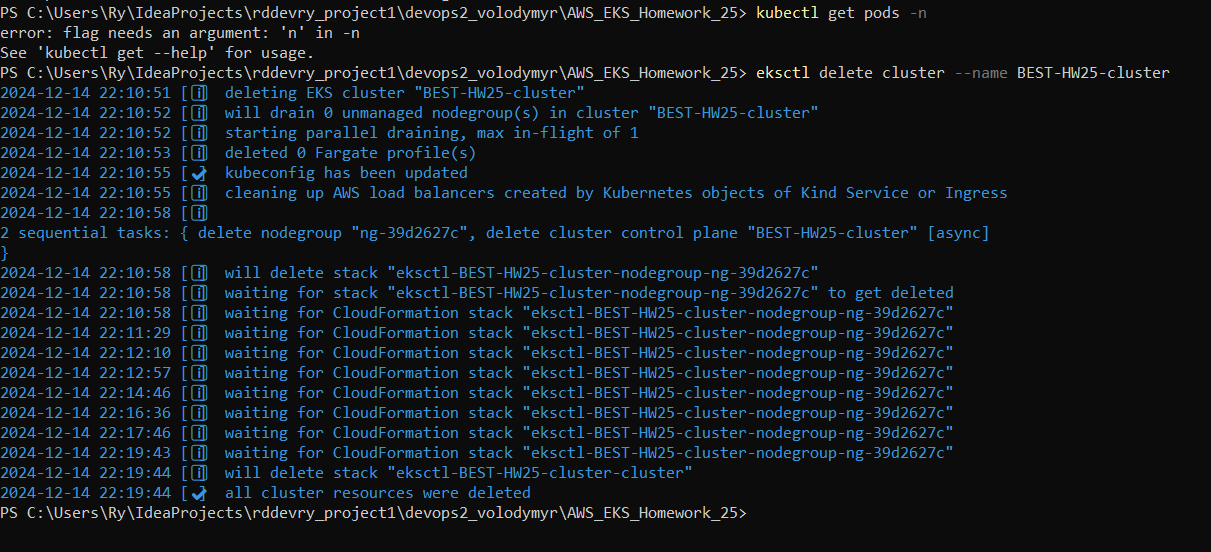 PS C:\Users\Ry\IdeaProjects\rddevry_project1\devops2_volodymyr\AWS_EKS_Homework_25> kubectl get pods -n
error: flag needs an argument: 'n' in -n
See 'kubectl get --help' for usage.
PS C:\Users\Ry\IdeaProjects\rddevry_project1\devops2_volodymyr\AWS_EKS_Homework_25> eksctl delete cluster --name BEST-HW25-cluster
2024-12-14 22:10:51 [ℹ]  deleting EKS cluster "BEST-HW25-cluster"
2024-12-14 22:10:52 [ℹ]  will drain 0 unmanaged nodegroup(s) in cluster "BEST-HW25-cluster"
2024-12-14 22:10:52 [ℹ]  starting parallel draining, max in-flight of 1
2024-12-14 22:10:53 [ℹ]  deleted 0 Fargate profile(s)
2024-12-14 22:10:55 [✔]  kubeconfig has been updated
2024-12-14 22:10:55 [ℹ]  cleaning up AWS load balancers created by Kubernetes objects of Kind Service or Ingress
2024-12-14 22:10:58 [ℹ]
2 sequential tasks: { delete nodegroup "ng-39d2627c", delete cluster control plane "BEST-HW25-cluster" [async]
}
2024-12-14 22:10:58 [ℹ]  will delete stack "eksctl-BEST-HW25-cluster-nodegroup-ng-39d2627c"
2024-12-14 22:10:58 [ℹ]  waiting for stack "eksctl-BEST-HW25-cluster-nodegroup-ng-39d2627c" to get deleted
2024-12-14 22:10:58 [ℹ]  waiting for CloudFormation stack "eksctl-BEST-HW25-cluster-nodegroup-ng-39d2627c"
2024-12-14 22:11:29 [ℹ]  waiting for CloudFormation stack "eksctl-BEST-HW25-cluster-nodegroup-ng-39d2627c"
2024-12-14 22:12:10 [ℹ]  waiting for CloudFormation stack "eksctl-BEST-HW25-cluster-nodegroup-ng-39d2627c"
2024-12-14 22:12:57 [ℹ]  waiting for CloudFormation stack "eksctl-BEST-HW25-cluster-nodegroup-ng-39d2627c"
2024-12-14 22:14:46 [ℹ]  waiting for CloudFormation stack "eksctl-BEST-HW25-cluster-nodegroup-ng-39d2627c"
2024-12-14 22:16:36 [ℹ]  waiting for CloudFormation stack "eksctl-BEST-HW25-cluster-nodegroup-ng-39d2627c"
2024-12-14 22:17:46 [ℹ]  waiting for CloudFormation stack "eksctl-BEST-HW25-cluster-nodegroup-ng-39d2627c"
2024-12-14 22:19:43 [ℹ]  waiting for CloudFormation stack "eksctl-BEST-HW25-cluster-nodegroup-ng-39d2627c"
2024-12-14 22:19:44 [ℹ]  will delete stack "eksctl-BEST-HW25-cluster-cluster"
2024-12-14 22:19:44 [✔]  all cluster resources were deleted
PS C:\Users\Ry\IdeaProjects\rddevry_project1\devops2_volodymyr\AWS_EKS_Homework_25>